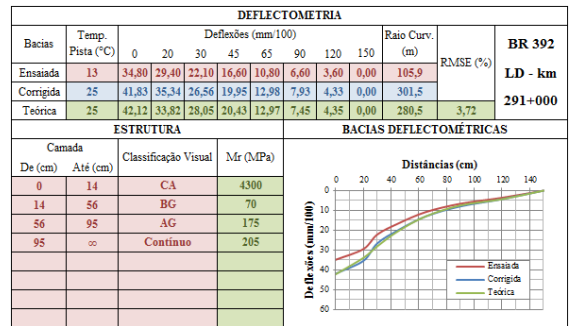 DEFLECTOMETRIA
Bacias Temp. Pista (°C) Deflexões (mm/100) Raio Curv. (m) RMSE (%) BR 392 LD - km 291+000
0 20 30 45 65 90 120 150
Ensaiada 13 34,80 29,40 22,10 16,60 10,80 6,60 3,60 0,00 105,9
Corrigida 25 41,83 35,34 26,56 19,95 12,98 7,93 4,33 0,00 301,5
Teórica 25 42,12 33,82 28,05 20,43 12,97 7,45 4,35 0,00 280,5 3,72
ESTRUTURA BACIAS DEFLECTOMÉTRICAS
Camada Classificação Visual Mr (MPa)
De (cm) Até (cm)
0 14 CA 4300
14 56 BG 70
56 95 AG 175
95 ∞ Contínuo 205
Distâncias (cm)
0 20 40 60 80 100 120 140
Deflexões (mm/100)
0
10
20
30
40
50
60
Ensaiada
Corrigida
Teórica